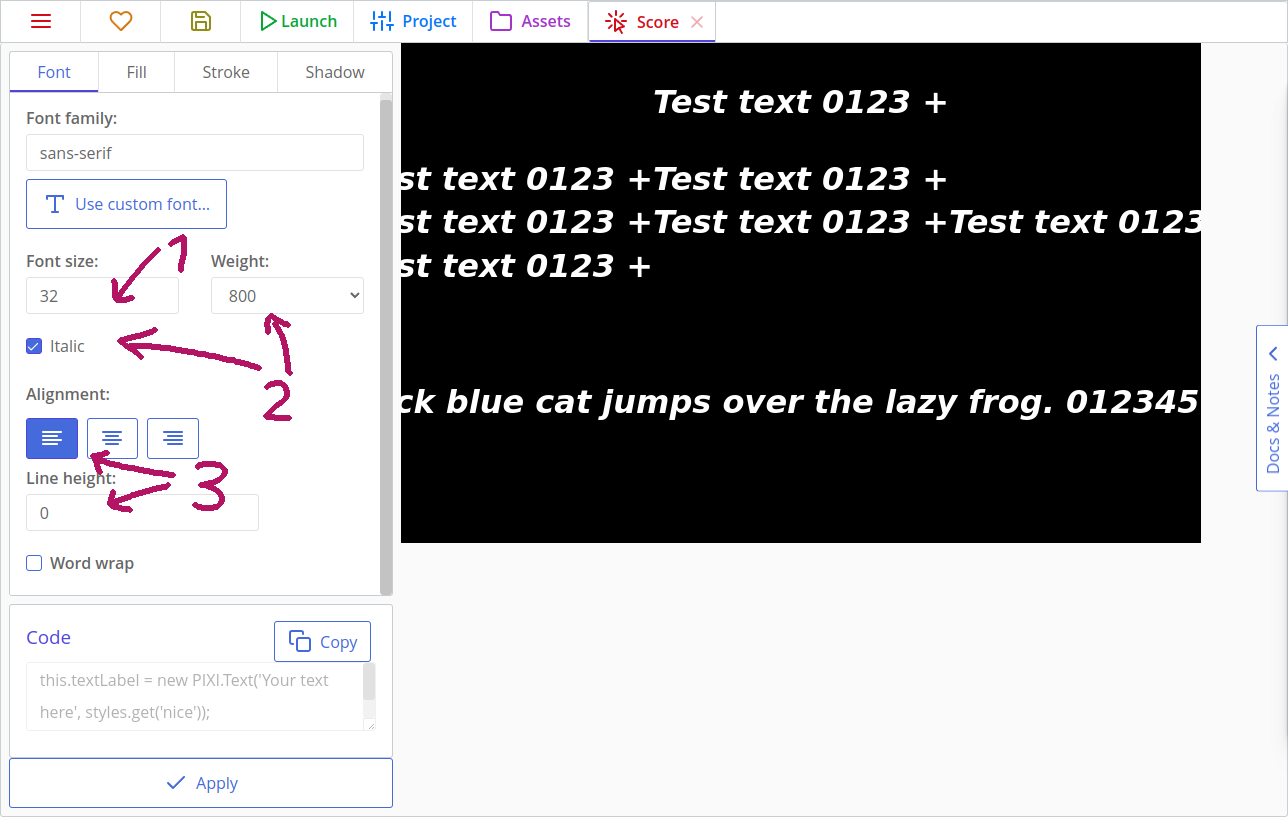 Launch Project Assets Score
Font Fill Stroke Shadow
Font family:
sans-serif
Use custom font...
1
Font size: Weight:
32 800
Italic
2
Alignment:
Line height:
3
0
Word wrap
Code
Copy
this.textLabel = new PIXI.Text('Your text
here', styles.get('nice'));
Apply
Test text 0123 +
st text 0123 +Test text 0123 +
st text 0123 +Test text 0123 +Test text 0123
st text 0123 +
ck blue cat jumps over the lazy frog. 012345
Docs & Notes